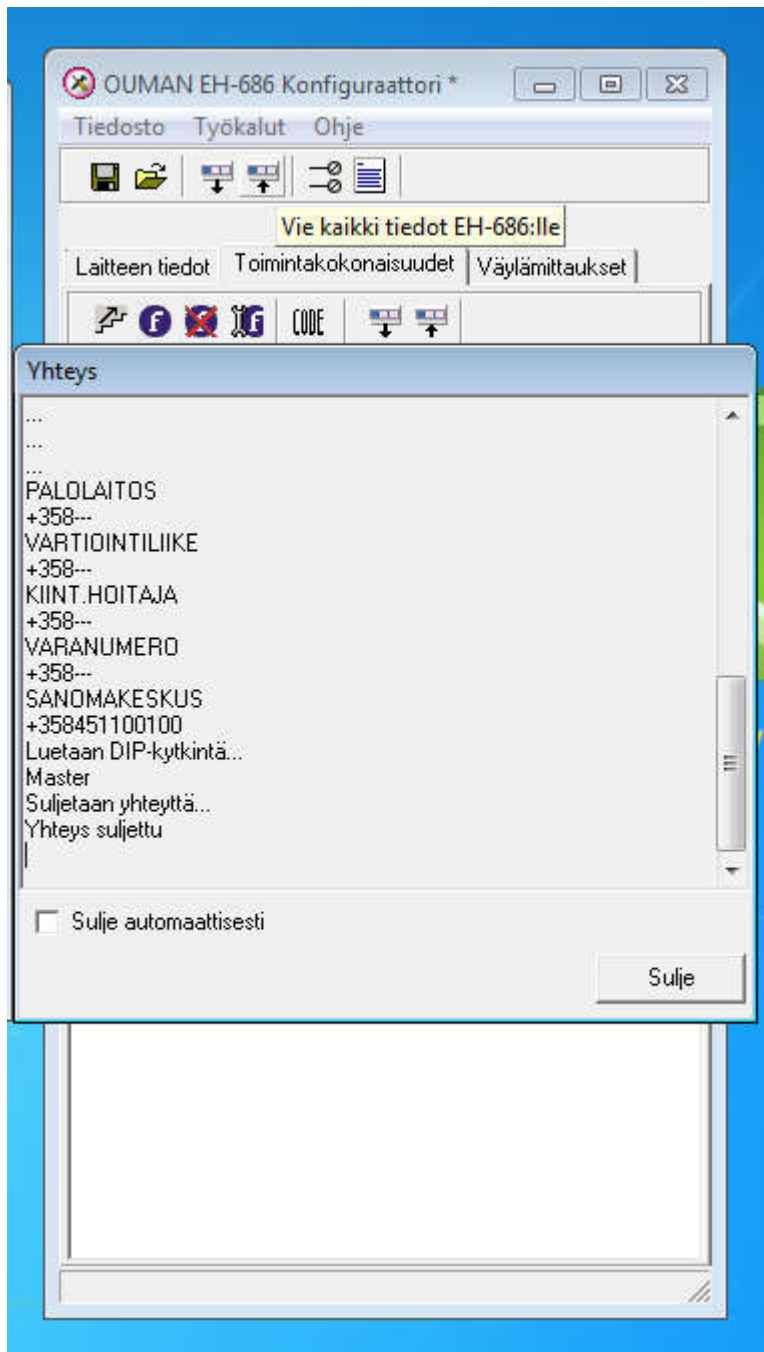 OUMAN EH-686 Konfiguraattori *
Tiedosto Työkalut Ohje
Vie kaikki tiedot EH-686:lle
Laitteen tiedot Toimintakokonaisuudet Väylämittaukset
CODE
Yhteys
...
...
...
PALOLAITOS
+358---
VARTIOINTILIIKE
+358---
KIINT.HOITAJA
+358---
VARANUMERO
+358---
SANOMAKESKUS
+358451100100
Luetaan DIP-kytkintä...
Master
Suljetaan yhteyttä...
Yhteys suljettu
Sulje automaattisesti
Sulje